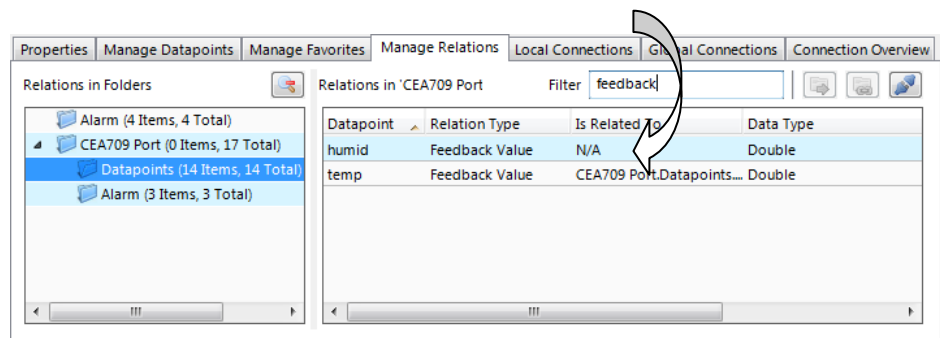 Properties Manage Datapoints Manage Favorites Manage Relations Local Connections Global Connections Connection Overview
Relations in Folders
Relations in 'CEA709 Port Filter feedback
Alarm (4 Items, 4 Total)
CEA709 Port (0 Items, 17 Total)
Datapoints (14 Items, 14 Total)
Alarm (3 Items, 3 Total)
Datapoint Relation Type Is Related To Data Type
humid Feedback Value N/A Double
temp Feedback Value CEA709 Port.Datapoints.... Double